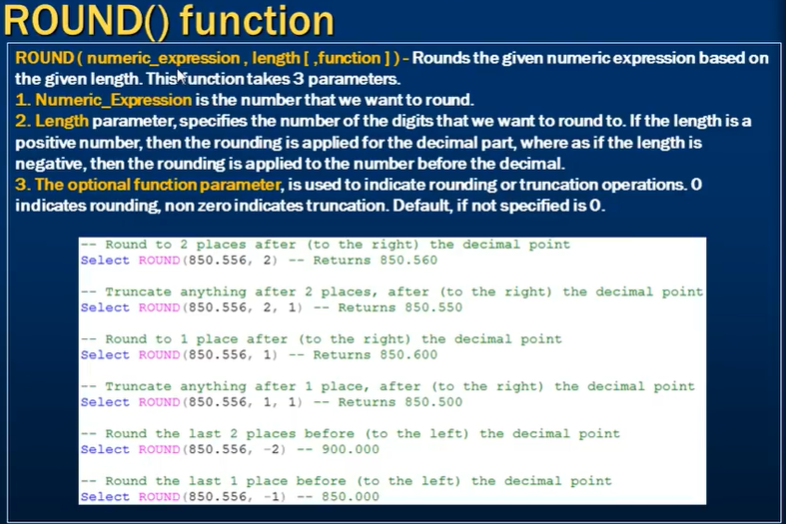 ROUND() function
ROUND ( numeric_expression , length [ ,function ] ) - Rounds the given numeric expression based on
the given length. This function takes 3 parameters.
1. Numeric_Expression is the number that we want to round.
2. Length parameter, specifies the number of the digits that we want to round to. If the length is a
positive number, then the rounding is applied for the decimal part, where as if the length is
negative, then the rounding is applied to the number before the decimal.
3. The optional function parameter, is used to indicate rounding or truncation operations. 0
indicates rounding, non zero indicates truncation. Default, if not specified is 0.
-- Round to 2 places after (to the right) the decimal point
Select ROUND(850.556, 2) -- Returns 850.560
-- Truncate anything after 2 places, after (to the right) the decimal point
Select ROUND(850.556, 2, 1) -- Returns 850.550
-- Round to 1 place after (to the right) the decimal point
Select ROUND(850.556, 1) -- Returns 850.600
-- Truncate anything after 1 place, after (to the right) the decimal point
Select ROUND(850.556, 1, 1) -- Returns 850.500
-- Round the last 2 places before (to the left) the decimal point
Select ROUND(850.556, -2) -- 900.000
-- Round the last 1 place before (to the left) the decimal point
Select ROUND(850.556, -1) -- 850.000